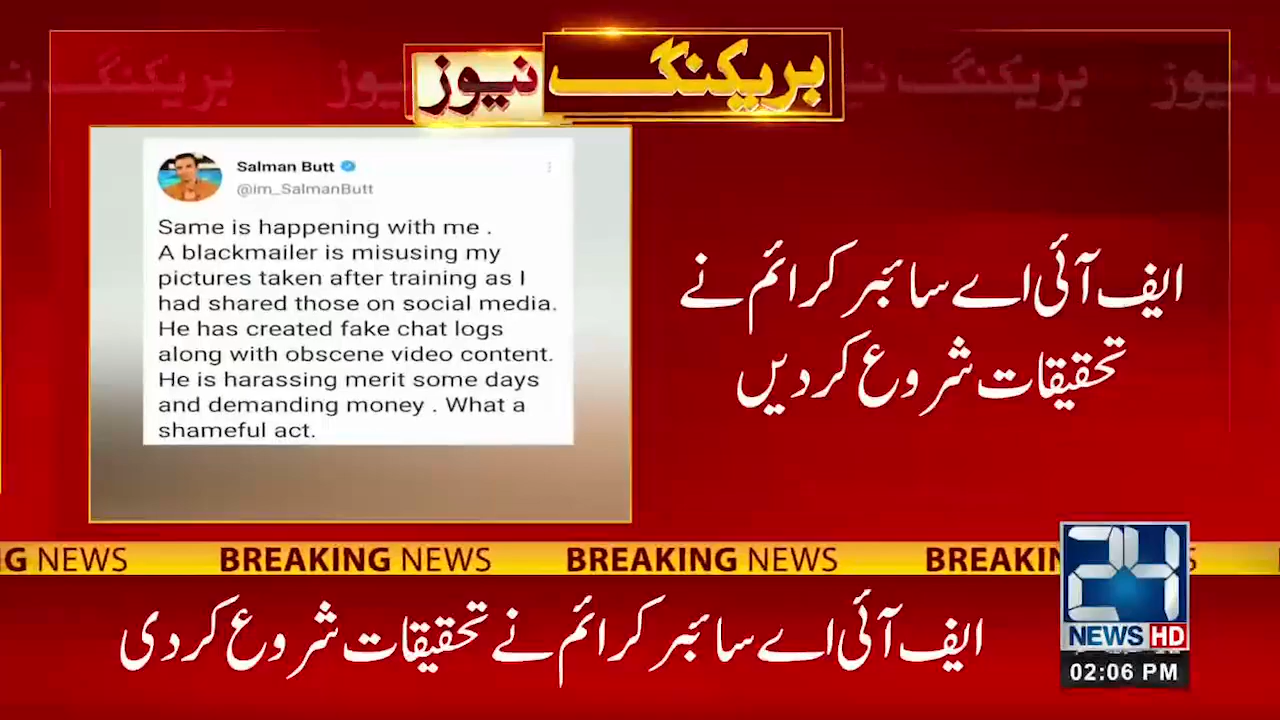 بریکنگ نیوز
Salman Butt
@im_SalmanButt
Same is happening with me .
A blackmailer is misusing my
pictures taken after training as I
had shared those on social media.
He has created fake chat logs
along with obscene video content.
He is harassing merit some days
and demanding money . What a
shameful act.
ایف آئی اے سائبر کرائم نے
تحقیقات شروع کردیں
G NEWS BREAKING NEWS BREAKING NEWS BREAKIN S
24
NEWS HD
ایف آئی اے سائبر کرائم نے تحقیقات شروع کردی
02:06 PM